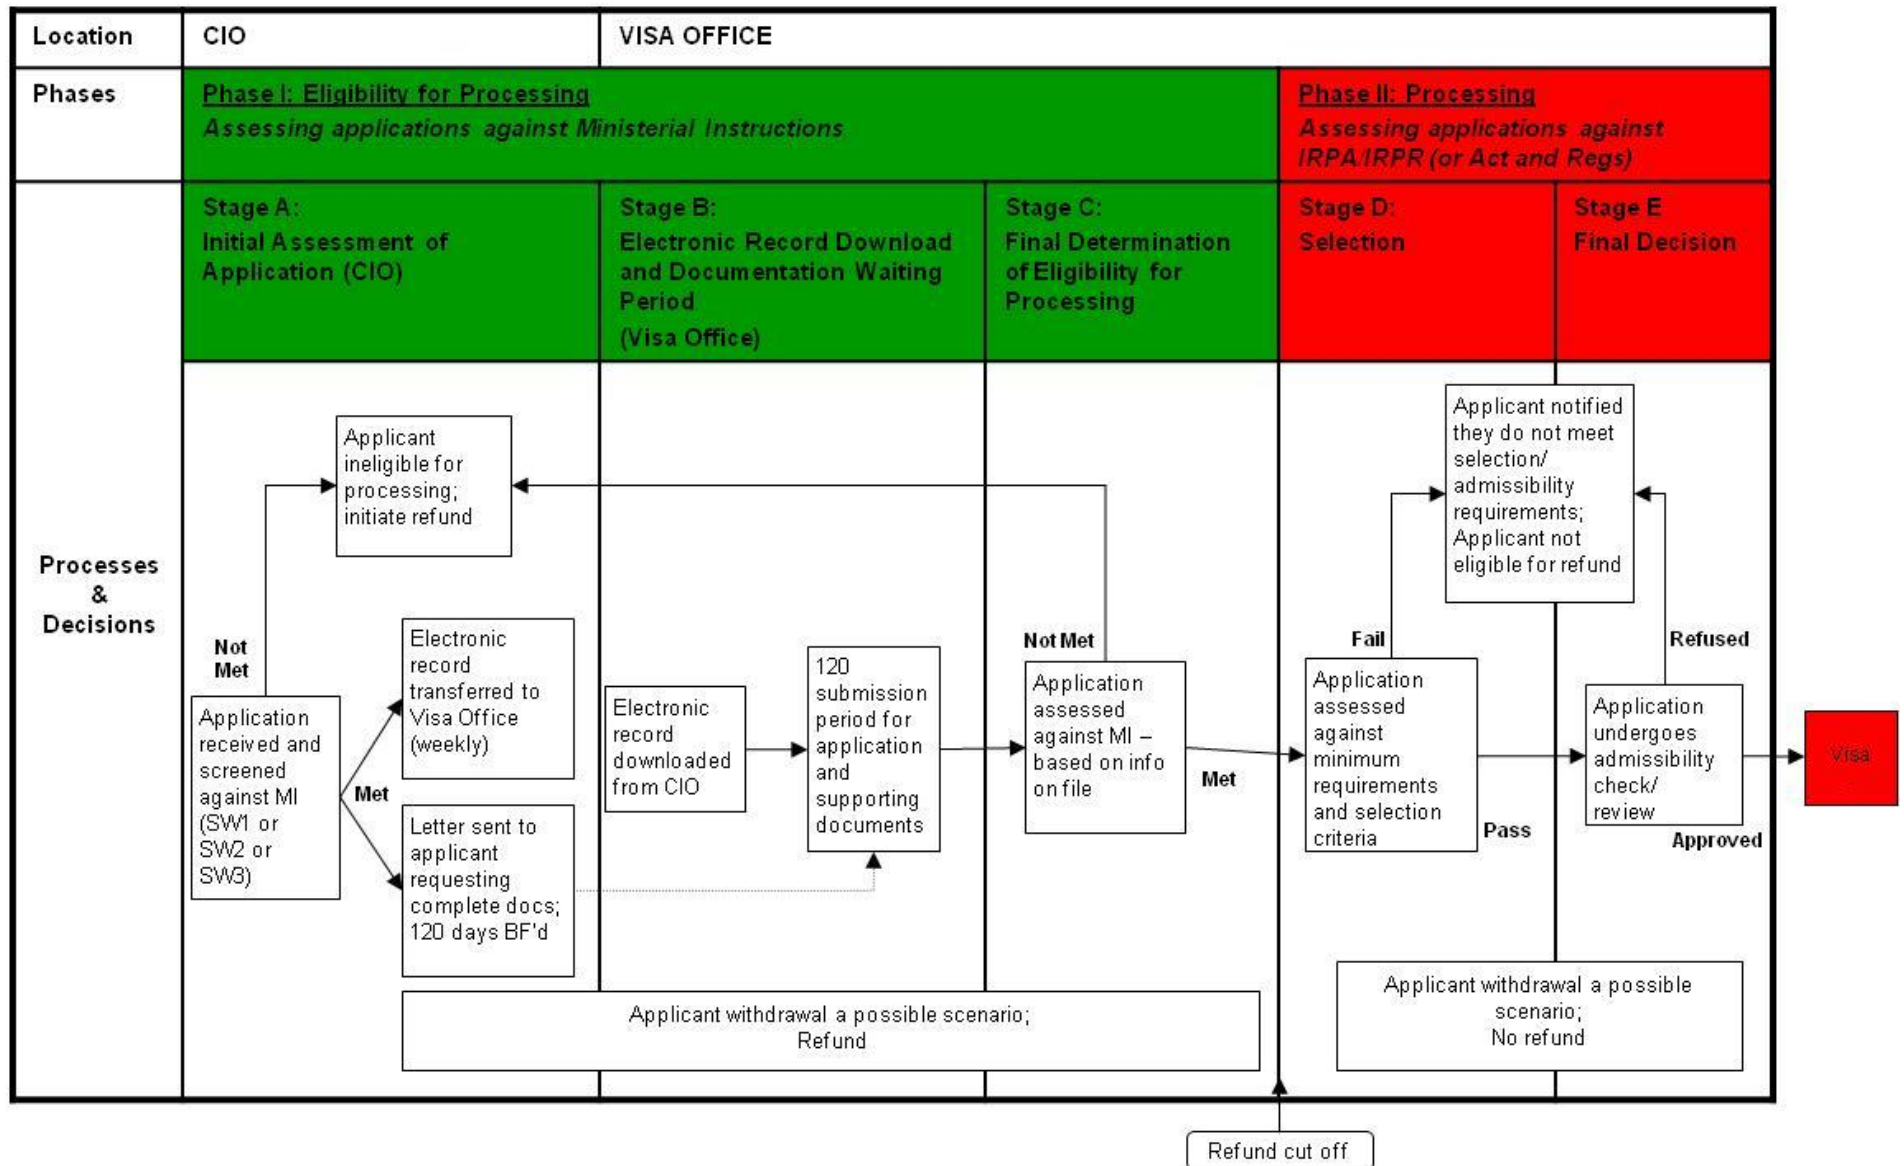 Location
CIO
VISA OFFICE
Phases
Phase I: Eligibility for Processing
Assessing applications against Ministerial Instructions
Phase II: Processing
Assessing applications against
IRPA/IRPR (or Act and Regs)
Stage A:
Initial Assessment of
Application (CIO)
Stage B:
Electronic Record Download
and Documentation Waiting
Period
(Visa Office)
Stage C:
Final Determination
of Eligibility for
Processing
Stage D:
Selection
Stage E
Final Decision
Processes
&
Decisions
Applicant
ineligible for
processing;
initiate refund
Not
Met
Application
received and
screened
against MI
(SW1 or
SW2 or
SW3)
Met
Electronic
record
transferred to
Visa Office
(weekly)
Letter sent to
applicant
requesting
complete docs;
120 days BF'd
Electronic
record
downloaded
from CIO
120
submission
period for
application
and
supporting
documents
Not Met
Application
assessed
against MI –
based on info
on file
Met
Applicant notified
they do not meet
selection/
admissibility
requirements;
Applicant not
eligible for refund
Fail
Application
assessed
against
minimum
requirements
and selection
criteria
Pass
Refused
Application
undergoes
admissibility
check/
review
Approved
Visa
Applicant withdrawal a possible scenario;
Refund
Applicant withdrawal a possible
scenario;
No refund
Refund cut off